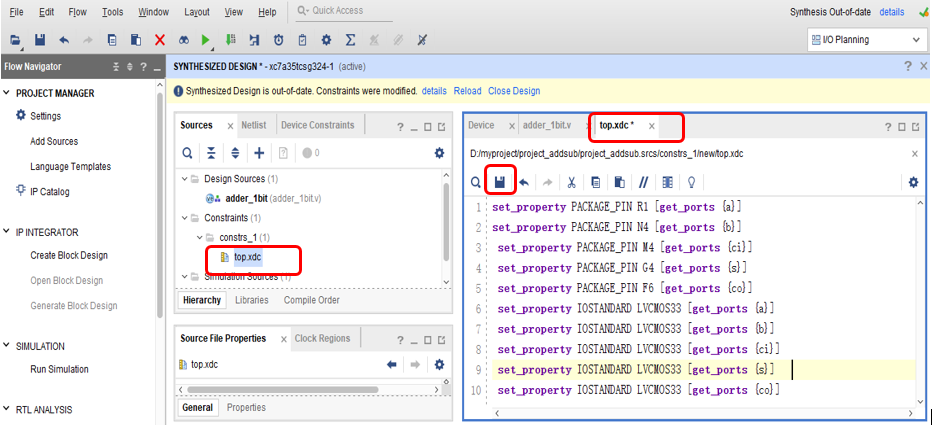 File Edit Flow Tools Window Layout View Help Quick Access Synthesis Out-of-date details
I/O Planning
Flow Navigator
SYNTHESIZED DESIGN * - xc7a35tcsg324-1 (active)
Synthesized Design is out-of-date. Constraints were modified. details Reload Close Design
PROJECT MANAGER
Settings
Add Sources
Language Templates
IP Catalog
IP INTEGRATOR
Create Block Design
Open Block Design
Generate Block Design
SIMULATION
Run Simulation
RTL ANALYSIS
Sources Netlist Device Constraints
0
Design Sources (1)
adder_1bit (adder_1bit.v)
Constraints (1)
constrs_1 (1)
top.xdc
Simulation Sources (1)
Hierarchy Libraries Compile Order
Source File Properties Clock Regions
top.xdc
General Properties
Device adder_1bit.v top.xdc *
D:/myproject/project_addsub/project_addsub.srcs/constrs_1/new/top.xdc
1 set_property PACKAGE_PIN R1 [get_ports {a}]
2 set_property PACKAGE_PIN N4 [get_ports {b}]
3 set_property PACKAGE_PIN M4 [get_ports {ci}]
4 set_property PACKAGE_PIN G4 [get_ports {s}]
5 set_property PACKAGE_PIN F6 [get_ports {co}]
6 set_property IOSTANDARD LVCMOS33 [get_ports {a}]
7 set_property IOSTANDARD LVCMOS33 [get_ports {b}]
8 set_property IOSTANDARD LVCMOS33 [get_ports {ci}]
9 set_property IOSTANDARD LVCMOS33 [get_ports {s}]
10 set_property IOSTANDARD LVCMOS33 [get_ports {co}]